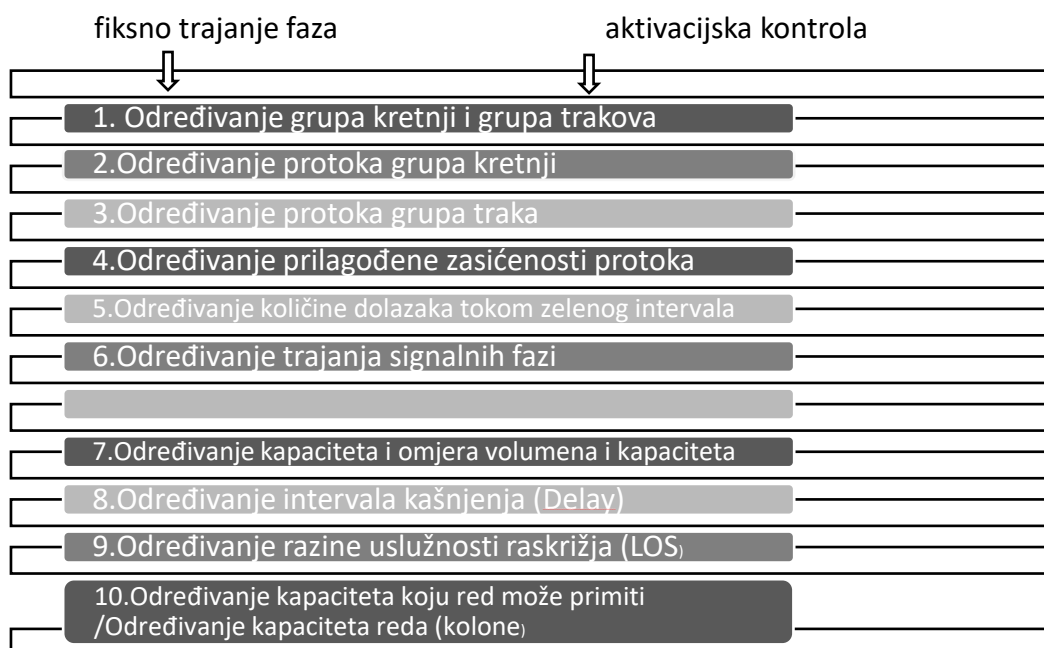 fiksno trajanje faza
aktivacijska kontrola
1. Određivanje grupa kretnji i grupa trakova
2.Određivanje protoka grupa kretnji
3.Određivanje protoka grupa traka
4.Određivanje prilagođene zasićenosti protoka
5.Određivanje količine dolazaka tokom zelenog intervala
6.Određivanje trajanja signalnih fazi
7.Određivanje kapaciteta i omjera volumena i kapaciteta
8.Određivanje intervala kašnjenja (Delay)
9.Određivanje razine uslužnosti raskrižja (LOS)
10.Određivanje kapaciteta koju red može primiti
/Određivanje kapaciteta reda (kolone)